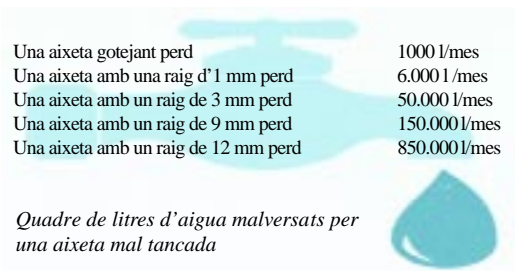 Una aixeta gotejant perd 1000 l/mes
Una aixeta amb una raig d'1 mm perd 6.000 l/mes
Una aixeta amb un raig de 3 mm perd 50.000 l/mes
Una aixeta amb un raig de 9 mm perd 150.000 l/mes
Una aixeta amb un raig de 12 mm perd 850.000 l/mes
Quadre de litres d'aigua malversats per
una aixeta mal tancada